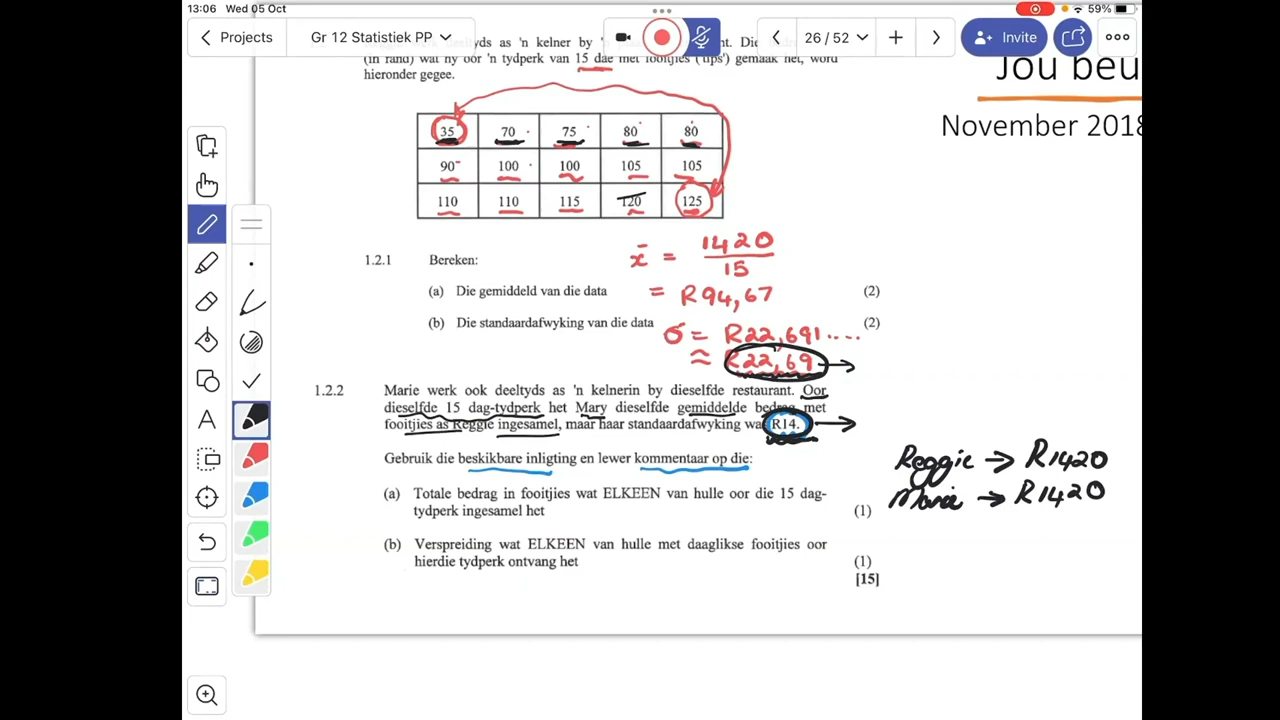 13:06 Wed 05 Oct
59%
Projects
Gr 12 Statistiek PP
26 / 52
Invite
deeltyds as 'n kelner by 'n
Die
(in rand) wat hy oor 'n tydperk van 15 dae met fooitjies ('tips') gemaak het, word
hieronder gegee.
Jou beu
November 2018
35 70 75 80 80
90 100 100 105 105
110 110 115 120 125
x̄ = 1420
15
1.2.1 Bereken:
(a) Die gemiddeld van die data = R94,67 (2)
(b) Die standaardafwyking van die data σ = R22,691.... (2)
≈ R22,69
1.2.2 Marie werk ook deeltyds as 'n kelnerin by dieselfde restaurant. Oor
dieselfde 15 dag-tydperk het Mary dieselfde gemiddelde bedrag met
fooitjies as Reggie ingesamel, maar haar standaardafwyking was R14.
Gebruik die beskikbare inligting en lewer kommentaar op die:
Reggie → R1420
Marie → R1420
(a) Totale bedrag in fooitjies wat ELKEEN van hulle oor die 15 dag-
tydperk ingesamel het (1)
(b) Verspreiding wat ELKEEN van hulle met daaglikse fooitjies oor
hierdie tydperk ontvang het (1)
[15]